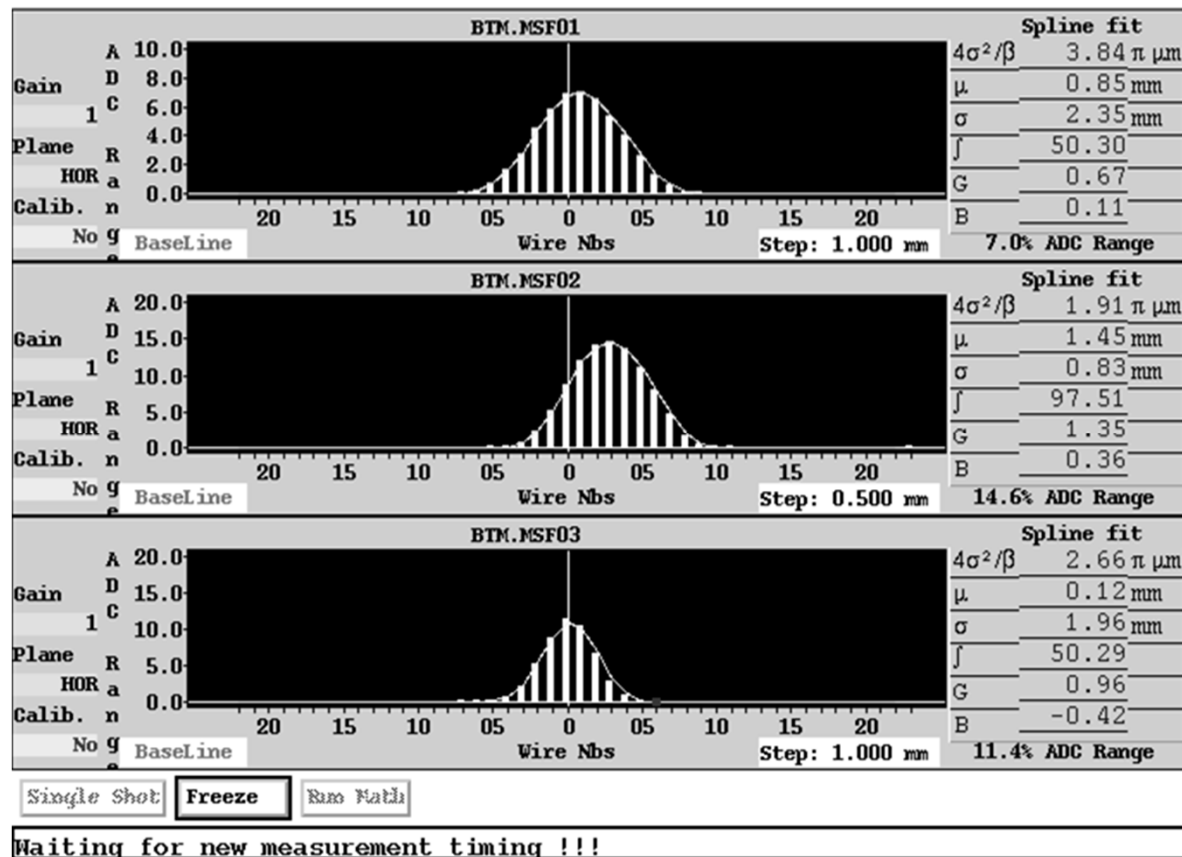 BTM.MSF01
Spline fit
A D C R a n g e
10.0
8.0
6.0
4.0
2.0
0.0
Gain
1
Plane
HOR
Calib.
No
20 15 10 05 0 05 10 15 20
BaseLine
Wire Nbs
Step: 1.000 mm
4σ²/β 3.84 π µm
µ 0.85 mm
σ 2.35 mm
∫ 50.30
G 0.67
B 0.11
7.0% ADC Range
BTM.MSF02
Spline fit
A D C R a n g e
20.0
15.0
10.0
5.0
0.0
Gain
1
Plane
HOR
Calib.
No
20 15 10 05 0 05 10 15 20
BaseLine
Wire Nbs
Step: 0.500 mm
4σ²/β 1.91 π µm
µ 1.45 mm
σ 0.83 mm
∫ 97.51
G 1.35
B 0.36
14.6% ADC Range
BTM.MSF03
Spline fit
A D C R a n g e
20.0
15.0
10.0
5.0
0.0
Gain
1
Plane
HOR
Calib.
No
20 15 10 05 0 05 10 15 20
BaseLine
Wire Nbs
Step: 1.000 mm
4σ²/β 2.66 π µm
µ 0.12 mm
σ 1.96 mm
∫ 50.29
G 0.96
B -0.42
11.4% ADC Range
Single Shot Freeze Run Math
Waiting for new measurement timing !!!